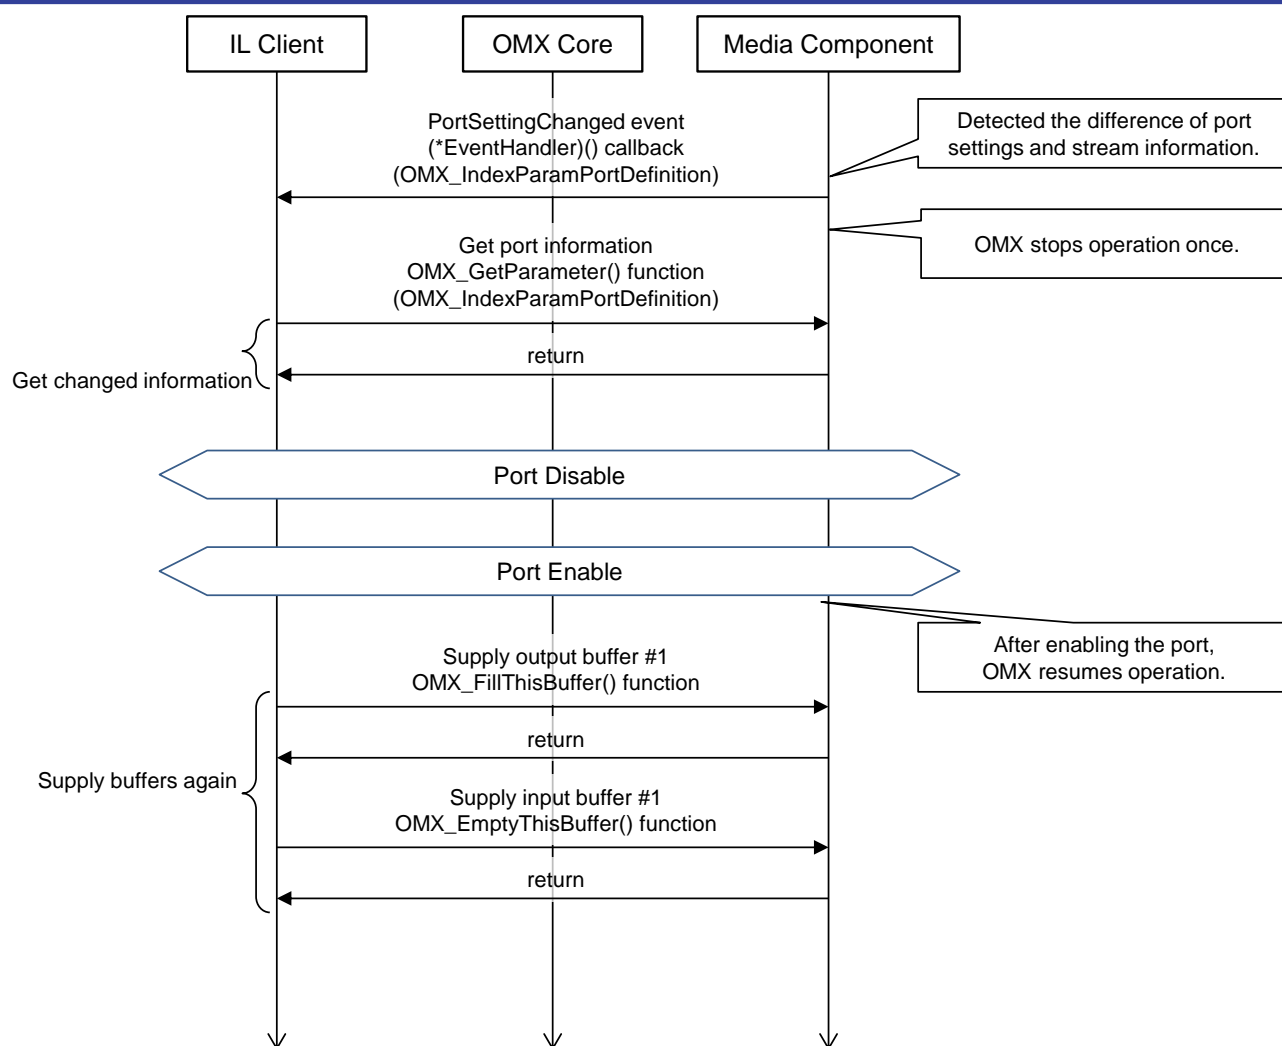 IL Client
OMX Core
Media Component
PortSettingChanged event
(*EventHandler)() callback
(OMX_IndexParamPortDefinition)
Detected the difference of port
settings and stream information.
OMX stops operation once.
Get port information
OMX_GetParameter() function
(OMX_IndexParamPortDefinition)
return
Get changed information
Port Disable
Port Enable
After enabling the port,
OMX resumes operation.
Supply output buffer #1
OMX_FillThisBuffer() function
return
Supply buffers again
Supply input buffer #1
OMX_EmptyThisBuffer() function
return